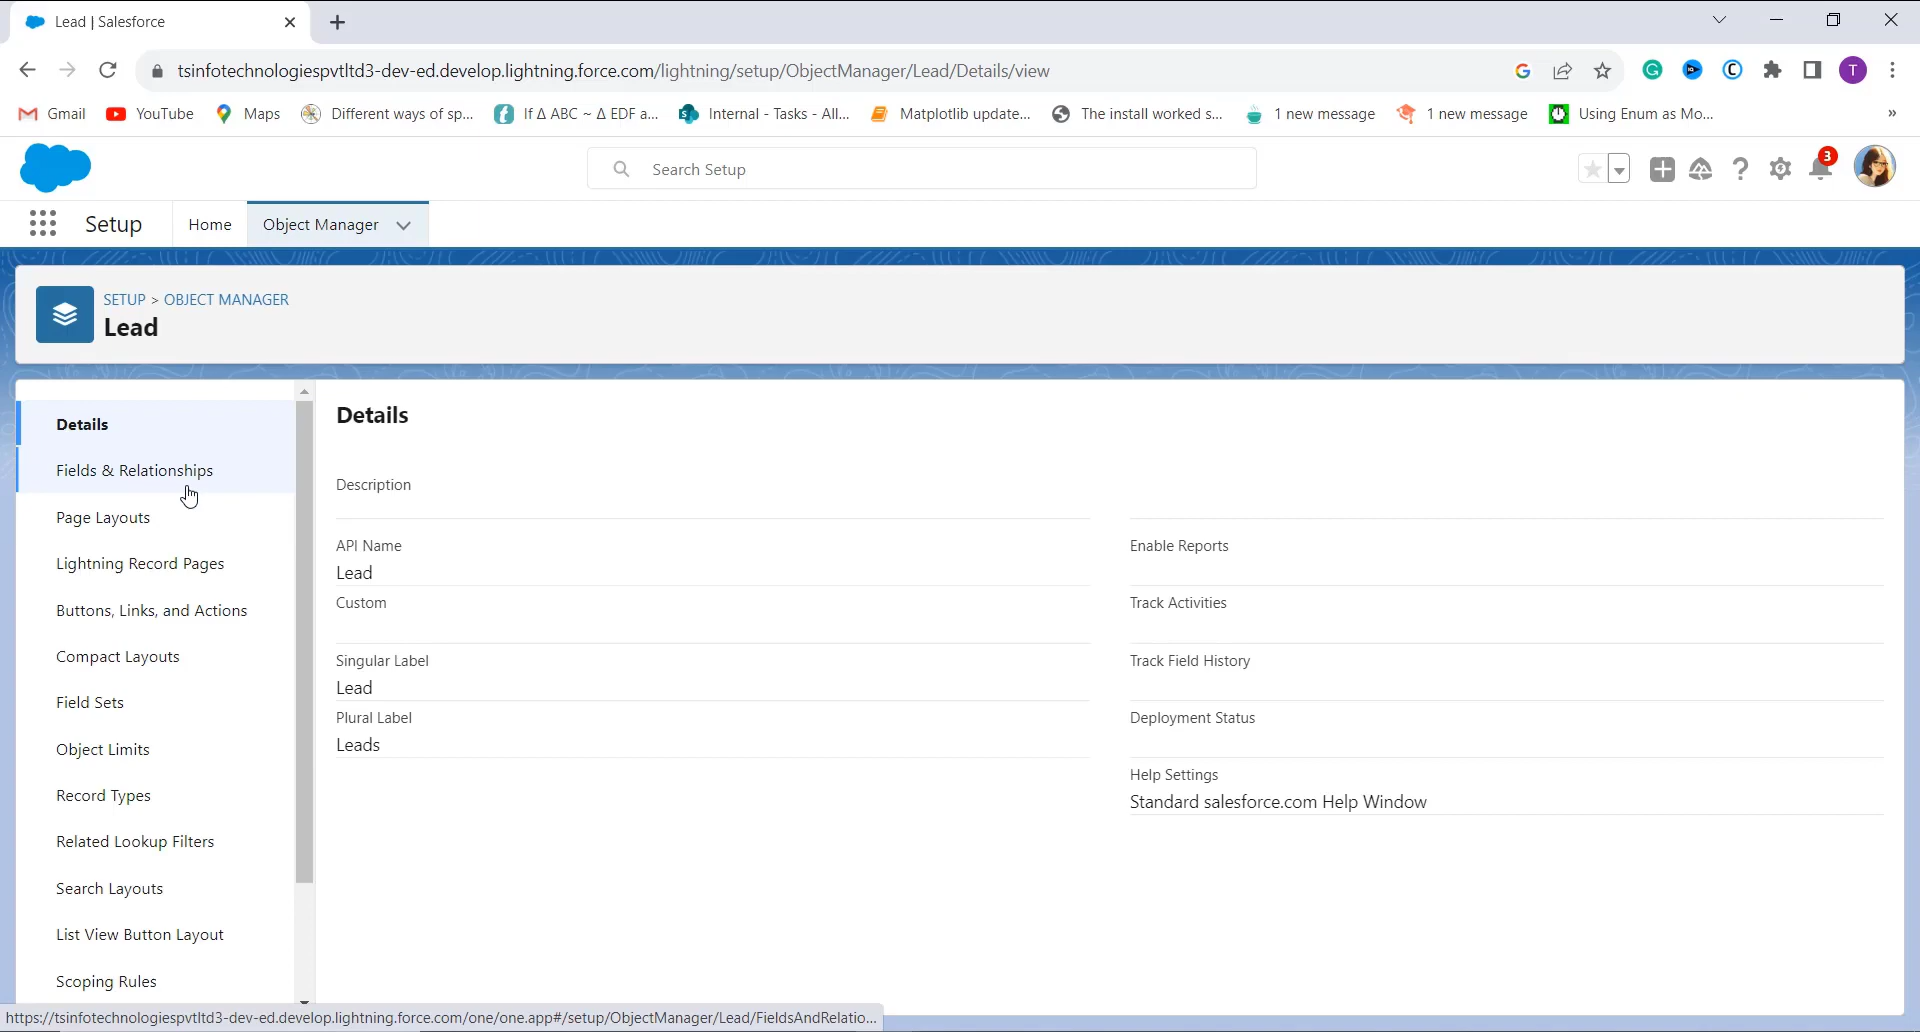 Lead | Salesforce
tsinfotechnologiespvtltd3-dev-ed.develop.lightning.force.com/lightning/setup/ObjectManager/Lead/Details/view
T
Gmail YouTube Maps Different ways of sp... If Δ ABC ~ Δ EDF a... Internal - Tasks - All... Matplotlib update... The install worked s... 1 new message 1 new message Using Enum as Mo... »
Search Setup
3
Setup Home Object Manager
SETUP > OBJECT MANAGER
Lead
Details
Fields & Relationships
Page Layouts
Lightning Record Pages
Buttons, Links, and Actions
Compact Layouts
Field Sets
Object Limits
Record Types
Related Lookup Filters
Search Layouts
List View Button Layout
Scoping Rules
Details
Description
API Name
Lead
Custom
Singular Label
Lead
Plural Label
Leads
Enable Reports
Track Activities
Track Field History
Deployment Status
Help Settings
Standard salesforce.com Help Window
https://tsinfotechnologiespvtltd3-dev-ed.develop.lightning.force.com/one/one.app#/setup/ObjectManager/Lead/FieldsAndRelatio...